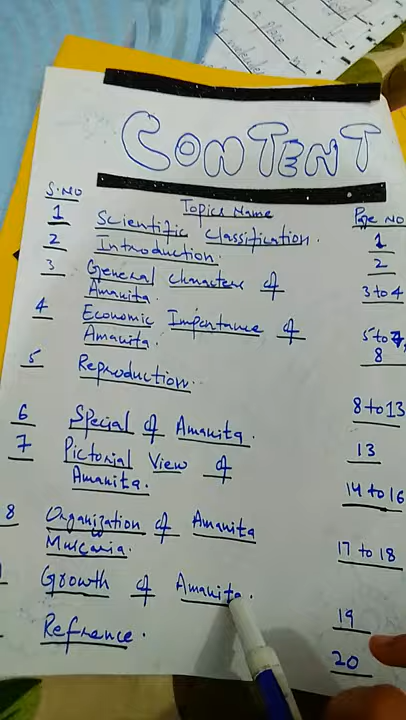 CONTENT
S.NO Topics Name Page NO
1 Scientific classification. 1
2 Introduction. 2
3 General characters of 3 to 4
Amanita.
4 Economic Importance of 5 to 7,
Amanita. 8
5 Reproduction.
6 Special of Amanita. 8 to 13
7 Pictorial View of 13
Amanita. 14 to 16
8 Organization of Amanita
Muscaria. 17 to 18
Growth of Amanita. 19
Refrence. 20